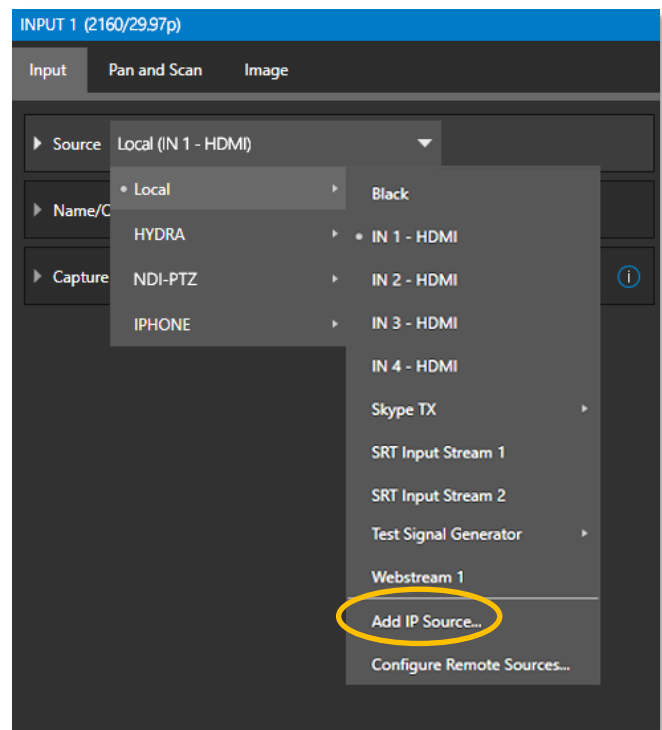 INPUT 1 (2160/29.97p)
Input Pan and Scan Image
Source Local (IN 1 - HDMI)
Local
Name/C
HYDRA
Capture
NDI-PTZ
IPHONE
Black
IN 1 - HDMI
IN 2 - HDMI
IN 3 - HDMI
IN 4 - HDMI
Skype TX
SRT Input Stream 1
SRT Input Stream 2
Test Signal Generator
Webstream 1
Add IP Source...
Configure Remote Sources...